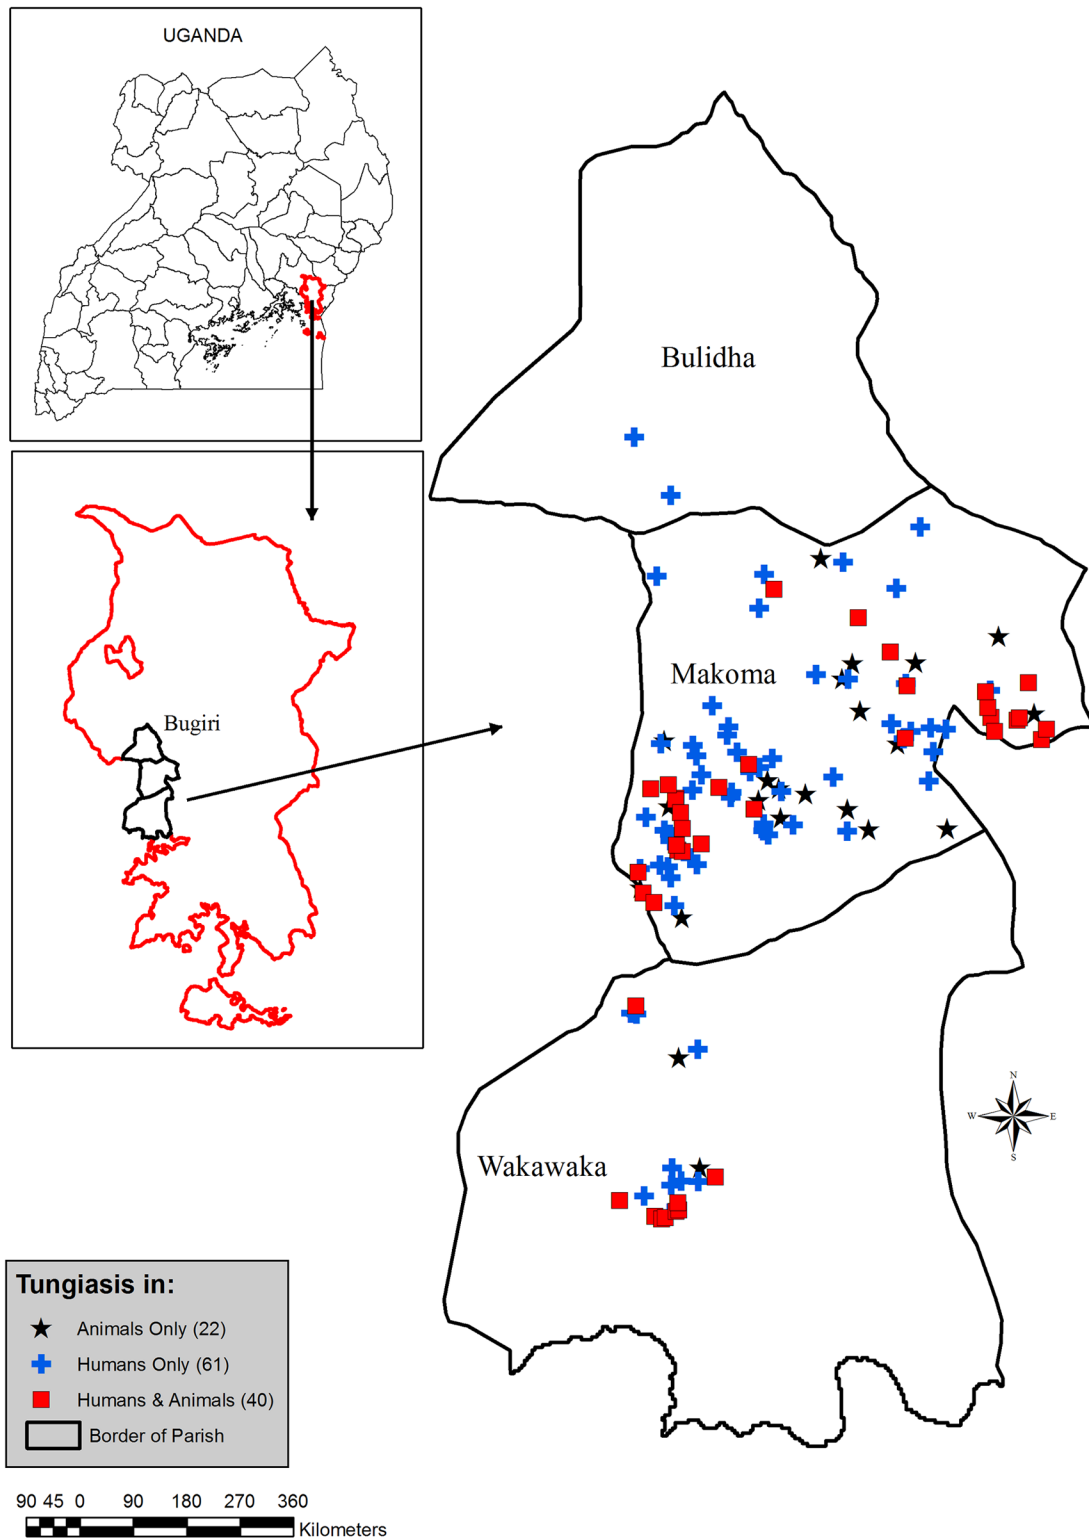 UGANDA
Bulidha
Makoma
Bugiri
Wakawaka
N
W
E
S
Tungiasis in:
Animals Only (22)
Humans Only (61)
Humans & Animals (40)
Border of Parish
90 45 0 90 180 270 360
Kilometers